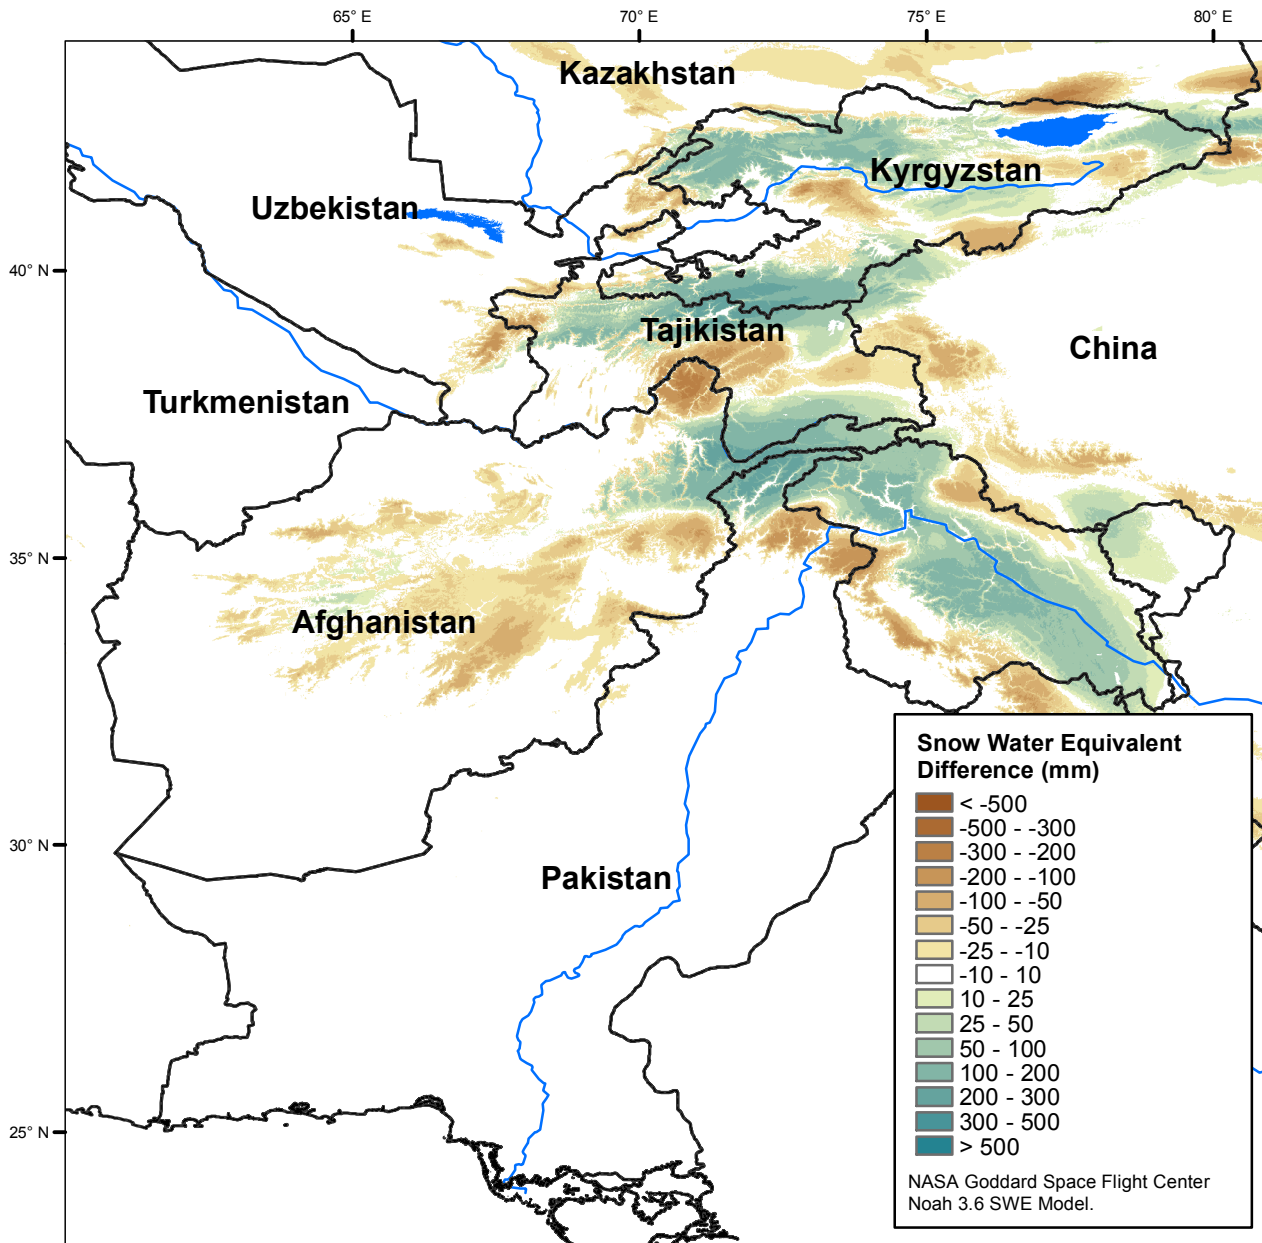 65° E
70° E
75° E
80° E
Kazakhstan
Kyrgyzstan
Uzbekistan
40° N
Tajikistan
China
Turkmenistan
35° N
Afghanistan
30° N
Pakistan
25° N
Snow Water Equivalent
Difference (mm)
< -500
-500 - -300
-300 - -200
-200 - -100
-100 - -50
-50 - -25
-25 - -10
-10 - 10
10 - 25
25 - 50
50 - 100
100 - 200
200 - 300
300 - 500
> 500
NASA Goddard Space Flight Center
Noah 3.6 SWE Model.